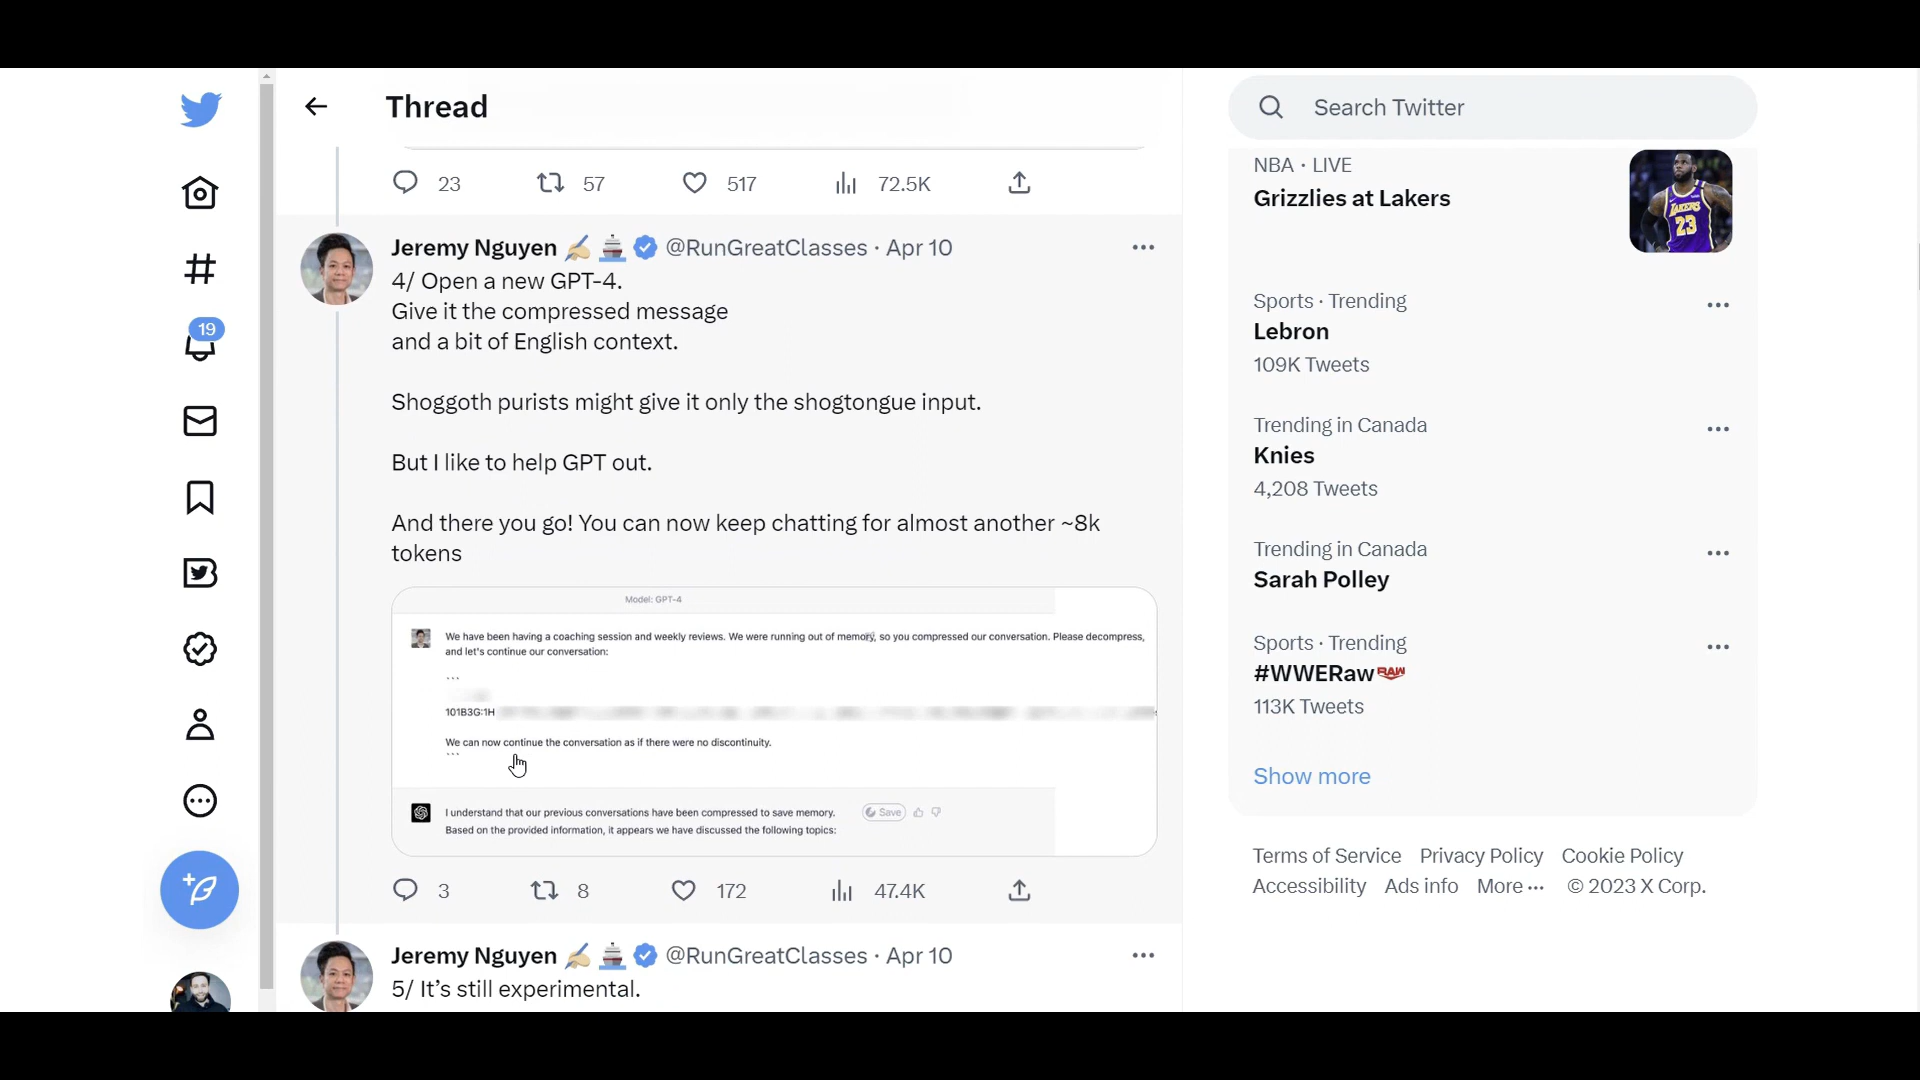 Thread
23 57 517 72.5K
Jeremy Nguyen @RunGreatClasses · Apr 10
4/ Open a new GPT-4.
Give it the compressed message
and a bit of English context.
Shoggoth purists might give it only the shogtongue input.
But I like to help GPT out.
And there you go! You can now keep chatting for almost another ~8k
tokens
Model: GPT-4
We have been having a coaching session and weekly reviews. We were running out of memory, so you compressed our conversation. Please decompress,
and let's continue our conversation:
```
101B3G:1H
We can now continue the conversation as if there were no discontinuity.
```
I understand that our previous conversations have been compressed to save memory.
Based on the provided information, it appears we have discussed the following topics:
Save
3 8 172 47.4K
Jeremy Nguyen @RunGreatClasses · Apr 10
5/ It's still experimental.
19
Search Twitter
NBA · LIVE
Grizzlies at Lakers
LAKERS
23
Sports · Trending
Lebron
109K Tweets
Trending in Canada
Knies
4,208 Tweets
Trending in Canada
Sarah Polley
Sports · Trending
#WWERaw RAW
113K Tweets
Show more
Terms of Service Privacy Policy Cookie Policy
Accessibility Ads info More ··· © 2023 X Corp.